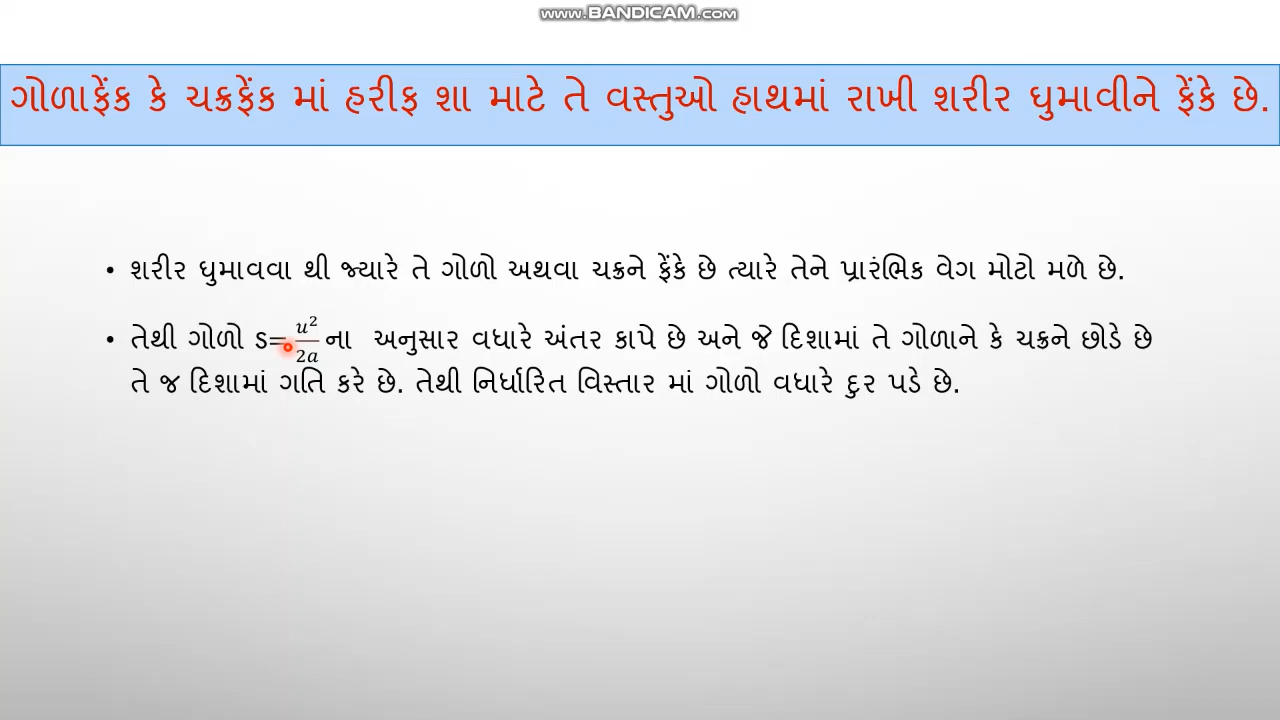 www.BANDICAM.com
ગોળાફેંક કે ચક્રફેંક માં હરીફ શા માટે તે વસ્તુઓ હાથમાં રાખી શરીર ઘુમાવીને ફેંકે છે.
• શરીર ઘુમાવવા થી જ્યારે તે ગોળો અથવા ચક્રને ફેંકે છે ત્યારે તેને પ્રારંભિક વેગ મોટો મળે છે.
• તેથી ગોળો s=u²/2a ના અનુસાર વધારે અંતર કાપે છે અને જે દિશામાં તે ગોળાને કે ચક્રને છોડે છે
તે જ દિશામાં ગતિ કરે છે. તેથી નિર્ધારિત વિસ્તાર માં ગોળો વધારે દુર પડે છે.